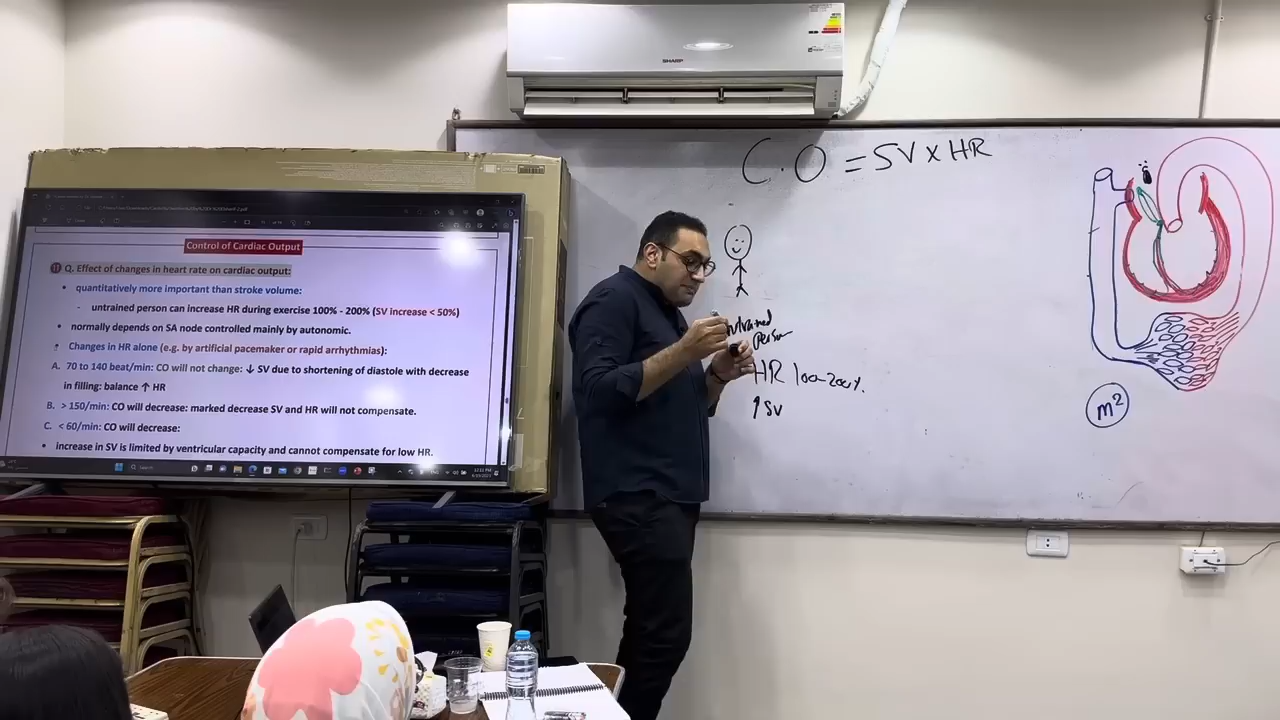 SHARP
C.O = SV x HR
Control of Cardiac Output
Q. Effect of changes in heart rate on cardiac output:
• quantitatively more important than stroke volume:
- untrained person can increase HR during exercise 100% - 200% (SV increase < 50%)
• normally depends on SA node controlled mainly by autonomic.
Changes in HR alone (e.g. by artificial pacemaker or rapid arrhythmias):
A. 70 to 140 beat/min: CO will not change: ↓ SV due to shortening of diastole with decrease
in filling: balance ↑ HR
B. > 150/min: CO will decrease: marked decrease SV and HR will not compensate.
C. < 60/min: CO will decrease:
• increase in SV is limited by ventricular capacity and cannot compensate for low HR.
person
HR 100-200%.
↑ SV
m²